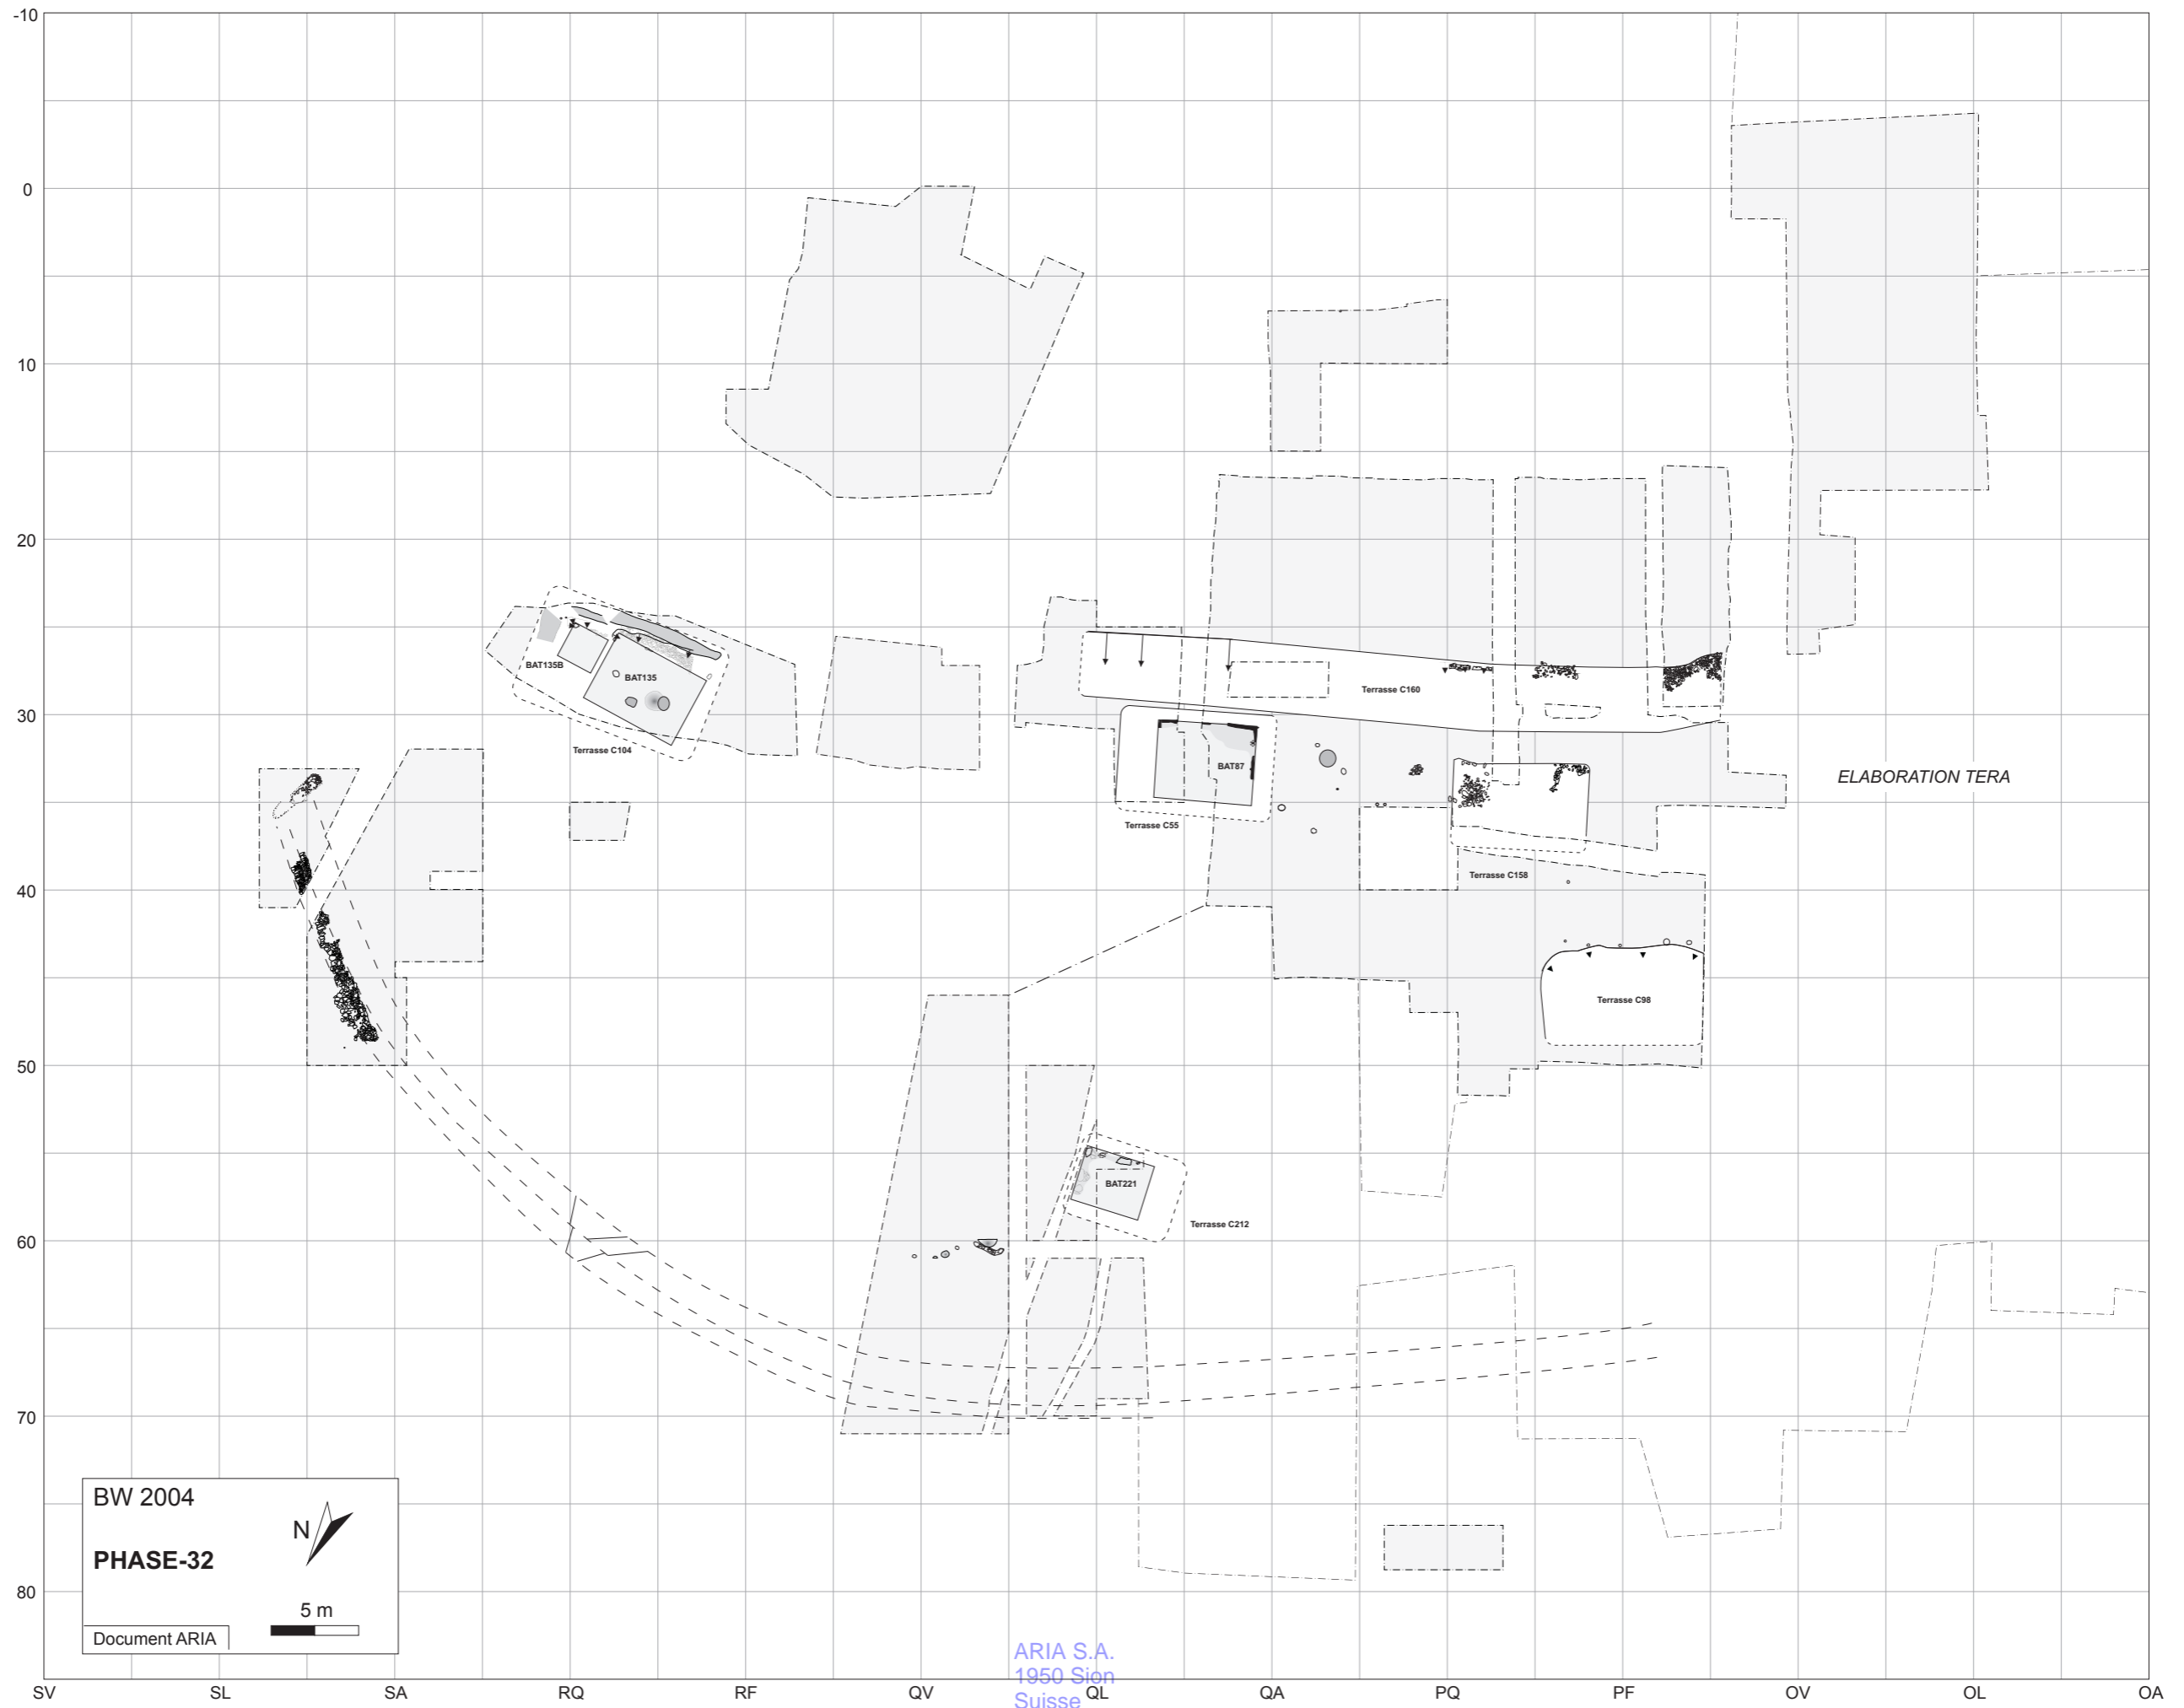 -10
0
10
20
30
40
50
60
70
80
BAT135B
BAT135
Terrasse C104
Terrasse C160
BAT87
Terrasse C55
ELABORATION TERA
Terrasse C158
Terrasse C98
BAT221
Terrasse C212
BW 2004
N
PHASE-32
5 m
Document ARIA
ARIA S.A.
1950 Sion
Suisse
SV SL SA RQ RF QV QL QA PQ PF OV OL OA